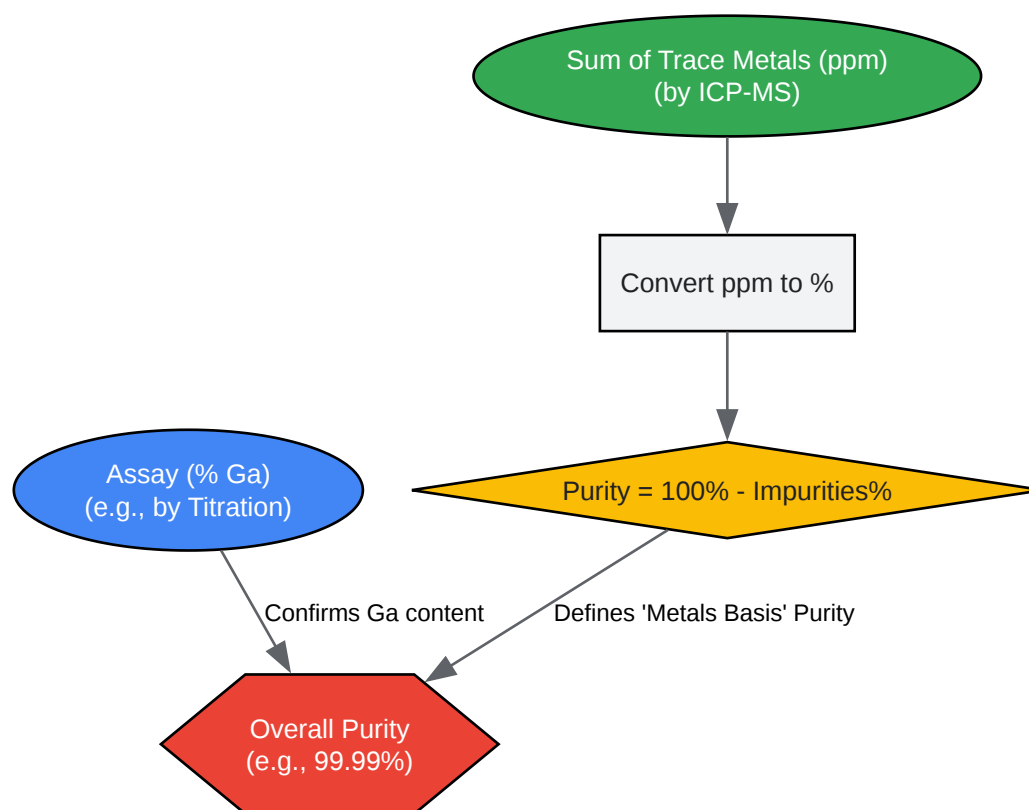 Sum of Trace Metals (ppm)
(by ICP-MS)
Convert ppm to %
Assay (% Ga)
(e.g., by Titration)
Purity = 100% - Impurities%
Confirms Ga content
Defines 'Metals Basis' Purity
Overall Purity
(e.g., 99.99%)